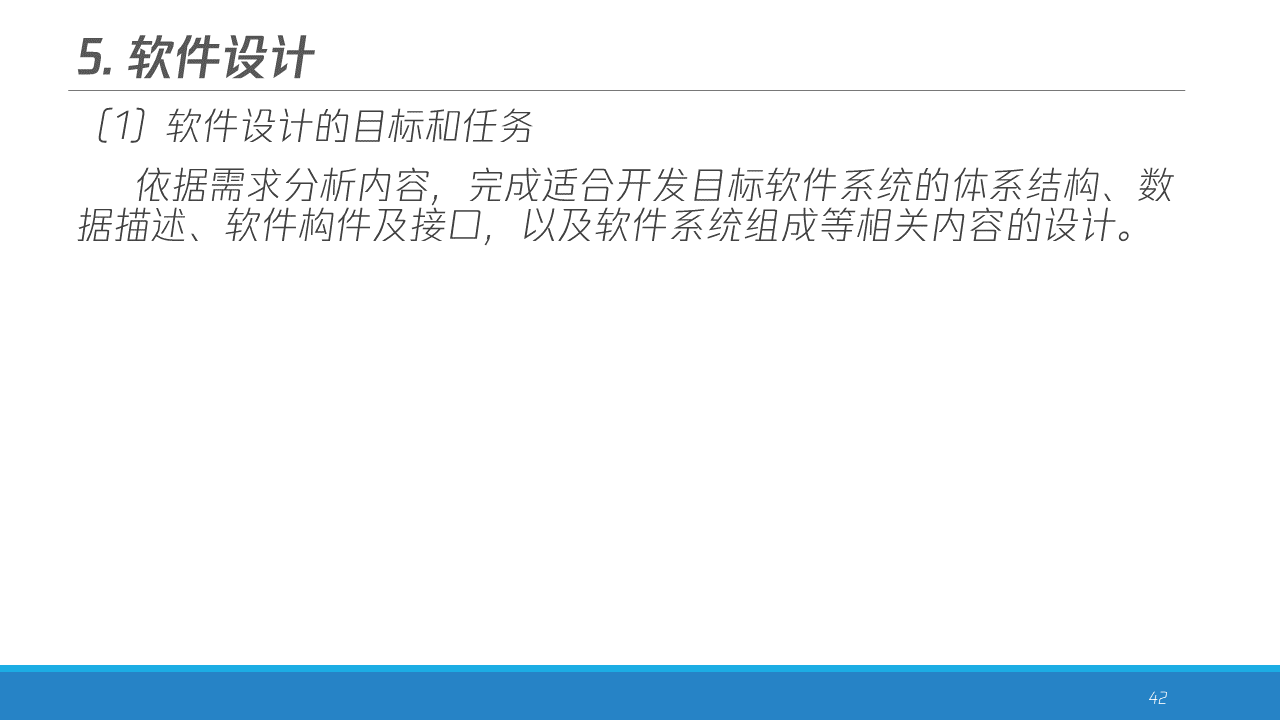 5. 软件设计
（1）软件设计的目标和任务
依据需求分析内容，完成适合开发目标软件系统的体系结构、数
据描述、软件构件及接口，以及软件系统组成等相关内容的设计。
42